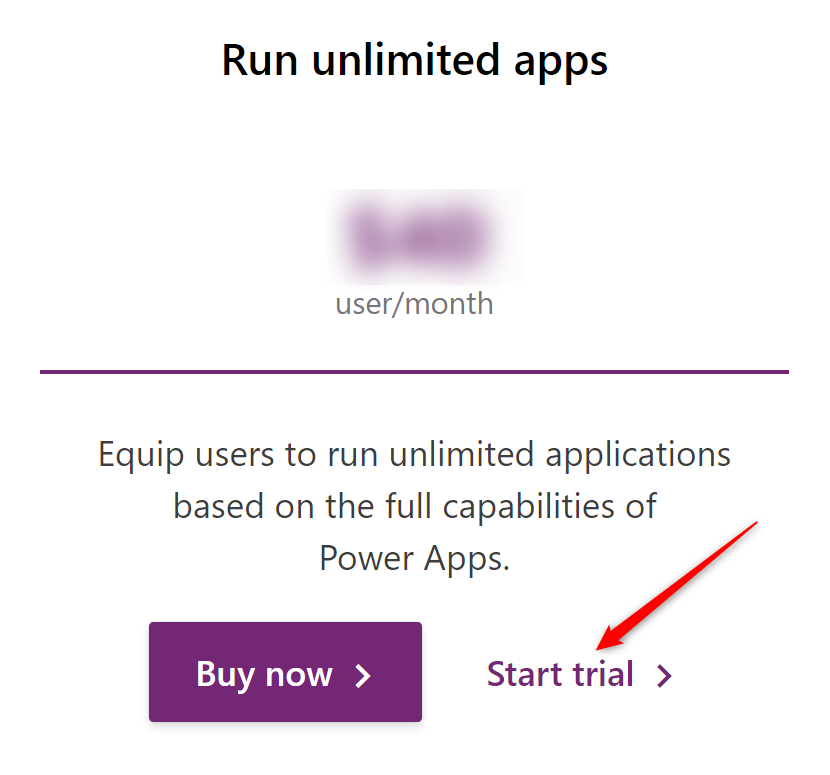 Run unlimited apps
user/month
Equip users to run unlimited applications
based on the full capabilities of
Power Apps.
Buy now
Start trial